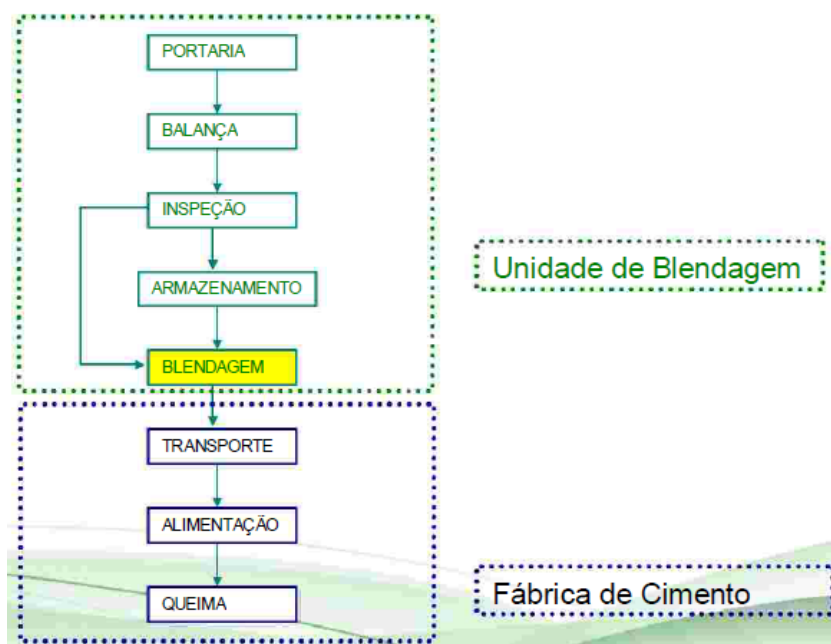 PORTARIA
BALANÇA
INSPEÇÃO
Unidade de Blendagem
ARMAZENAMENTO
BLENDAGEM
TRANSPORTE
ALIMENTAÇÃO
QUEIMA
Fábrica de Cimento